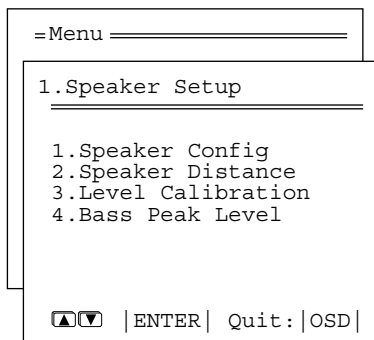 Menu
1.Speaker Setup
1.Speaker Config
2.Speaker Distance
3.Level Calibration
4.Bass Peak Level
▲▼ |ENTER| Quit:|OSD|